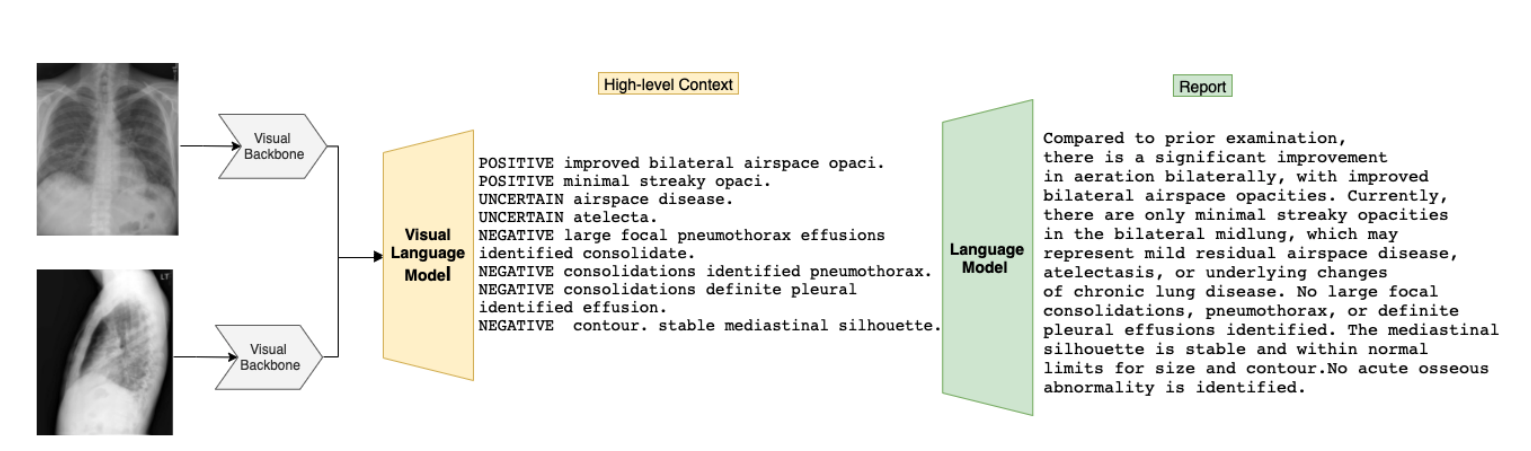 High-level Context
Report
Visual
Backbone
Visual
Backbone
Visual
Language
Model
POSITIVE improved bilateral airspace opaci.
POSITIVE minimal streaky opaci.
UNCERTAIN airspace disease.
UNCERTAIN atelecta.
NEGATIVE large focal pneumothorax effusions
identified consolidate.
NEGATIVE consolidations identified pneumothorax.
NEGATIVE consolidations definite pleural
identified effusion.
NEGATIVE  contour. stable mediastinal silhouette.
Language
Model
Compared to prior examination,
there is a significant improvement
in aeration bilaterally, with improved
bilateral airspace opacities. Currently,
there are only minimal streaky opacities
in the bilateral midlung, which may
represent mild residual airspace disease,
atelectasis, or underlying changes
of chronic lung disease. No large focal
consolidations, pneumothorax, or definite
pleural effusions identified. The mediastinal
silhouette is stable and within normal
limits for size and contour.No acute osseous
abnormality is identified.
LT